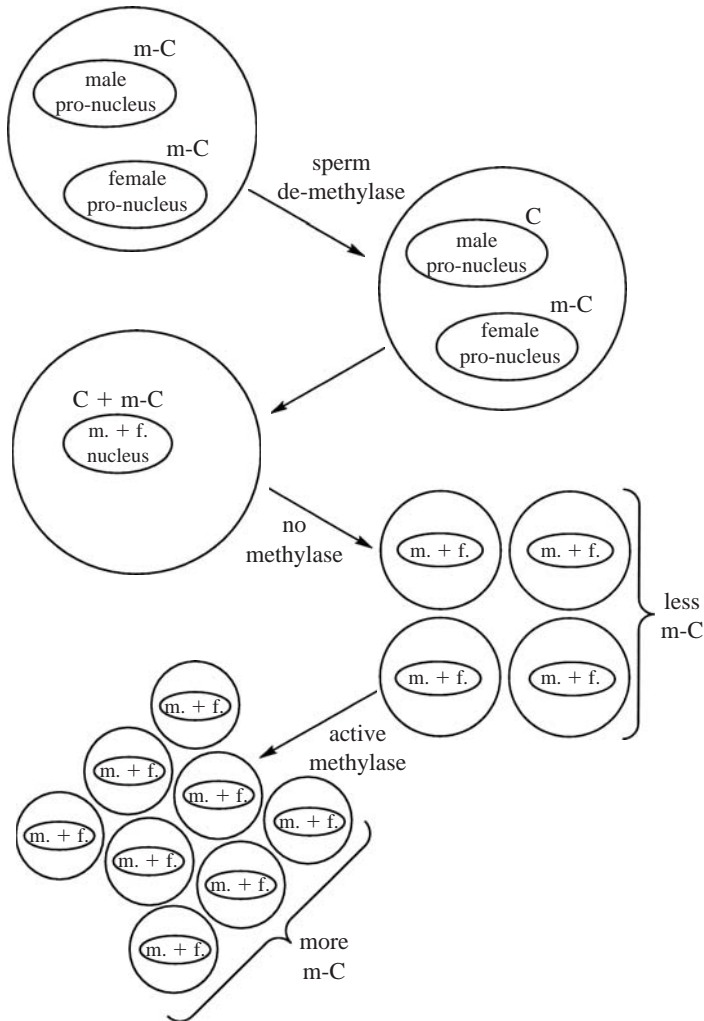 m-C
male
pro-nucleus
m-C
female
pro-nucleus
sperm
de-methylase
C
male
pro-nucleus
m-C
female
pro-nucleus
C + m-C
m. + f.
nucleus
no
methylase
m. + f.
m. + f.
m. + f.
m. + f.
less
m-C
active
methylase
m. + f.
m. + f.
m. + f.
m. + f.
m. + f.
m. + f.
m. + f.
m. + f.
more
m-C